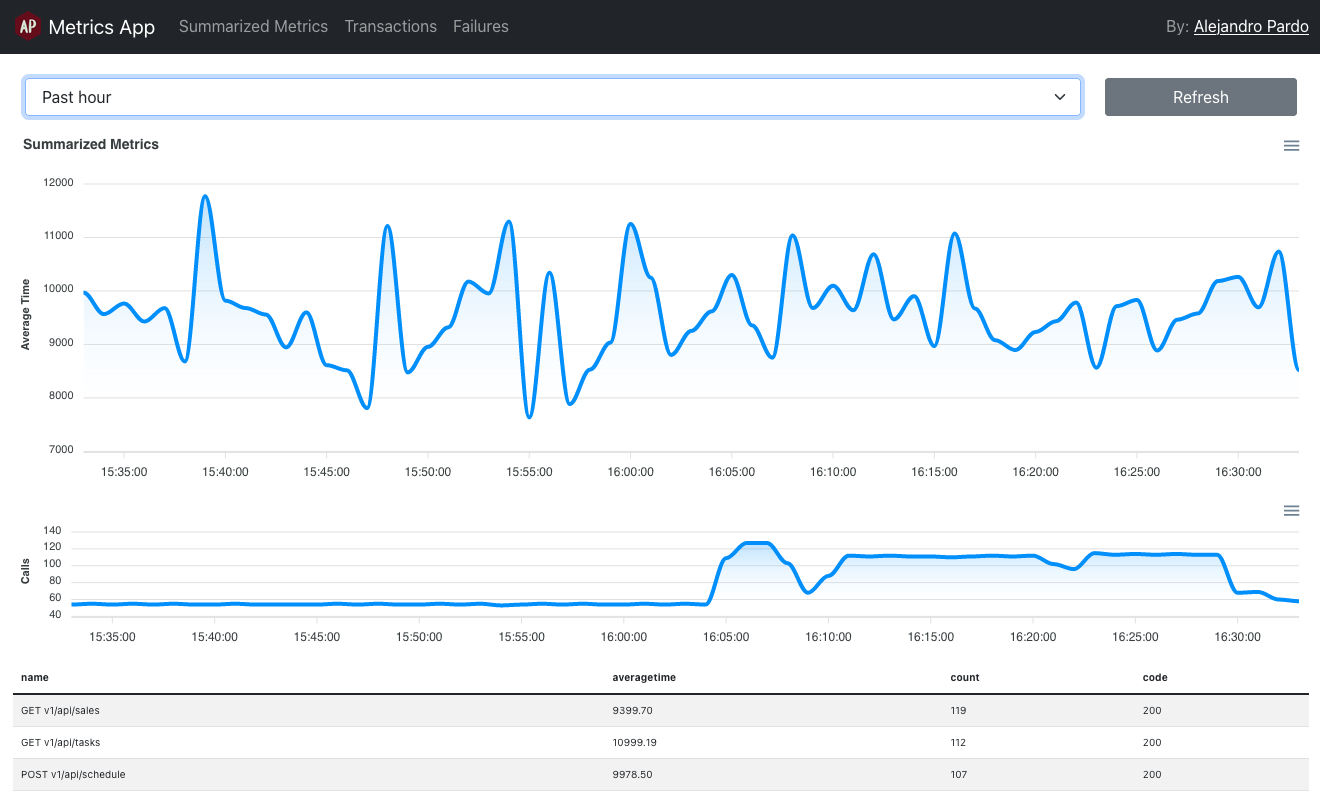 AP Metrics App Summarized Metrics Transactions Failures By: Alejandro Pardo
Past hour Refresh
Summarized Metrics
12000
11000
10000
9000
8000
7000
Average Time
15:35:00 15:40:00 15:45:00 15:50:00 15:55:00 16:00:00 16:05:00 16:10:00 16:15:00 16:20:00 16:25:00 16:30:00
140
120
100
80
60
40
Calls
15:35:00 15:40:00 15:45:00 15:50:00 15:55:00 16:00:00 16:05:00 16:10:00 16:15:00 16:20:00 16:25:00 16:30:00
name averagetime count code
GET v1/api/sales 9399.70 119 200
GET v1/api/tasks 10999.19 112 200
POST v1/api/schedule 9978.50 107 200